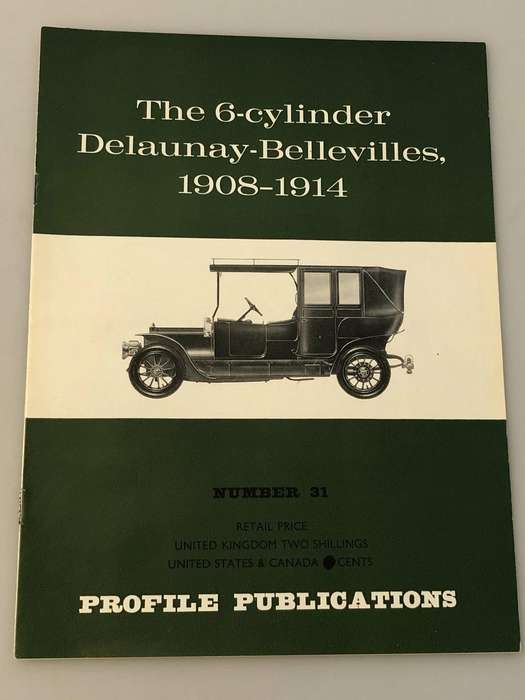 The 6-cylinder
Delaunay-Bellevilles,
1908-1914
NUMBER 31
RETAIL PRICE
UNITED KINGDOM TWO SHILLINGS
UNITED STATES & CANADA CENTS
PROFILE PUBLICATIONS